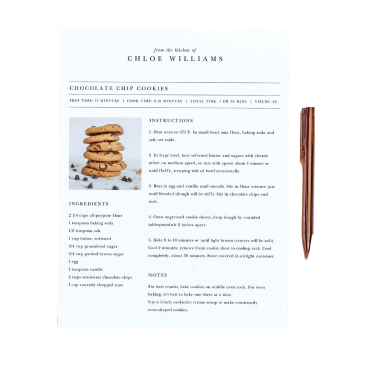 from the kitchen of
CHLOE WILLIAMS
CHOCOLATE CHIP COOKIES
PREP TIME: 15 MINUTES | COOK TIME: 8-10 MINUTES | TOTAL TIME: 1 HR 30 MINS | YIELDS: 48
INSTRUCTIONS
1. Heat oven to 375 F. In small bowl, mix flour, baking soda and
salt; set aside.
2. In large bowl, beat softened butter and sugars with electric
mixer on medium speed, or mix with spoon about 1 minute or
until fluffy, scraping side of bowl occasionally.
3. Beat in egg and vanilla until smooth. Stir in flour mixture just
until blended (dough will be stiff). Stir in chocolate chips and
nuts.
4. Onto ungreased cookie sheets, drop dough by rounded
tablespoonfuls 2 inches apart.
5. Bake 8 to 10 minutes or until light brown (centers will be soft).
Cool 2 minutes; remove from cookie sheet to cooling rack. Cool
completely, about 30 minutes. Store covered in airtight container.
INGREDIENTS
2 1/4 cups all-purpose flour
1 teaspoon baking soda
1/2 teaspoon salt
1 cup butter, softened
3/4 cup granulated sugar
3/4 cup packed brown sugar
1 egg
1 teaspoon vanilla
2 cups semisweet chocolate chips
1 cup coarsely chopped nuts
NOTES
For best results, bake cookies on middle oven rack. For even
baking, it's best to bake one sheet at a time.
Use a 1-inch cookie/ice cream scoop to make consistently
even-shaped cookies.